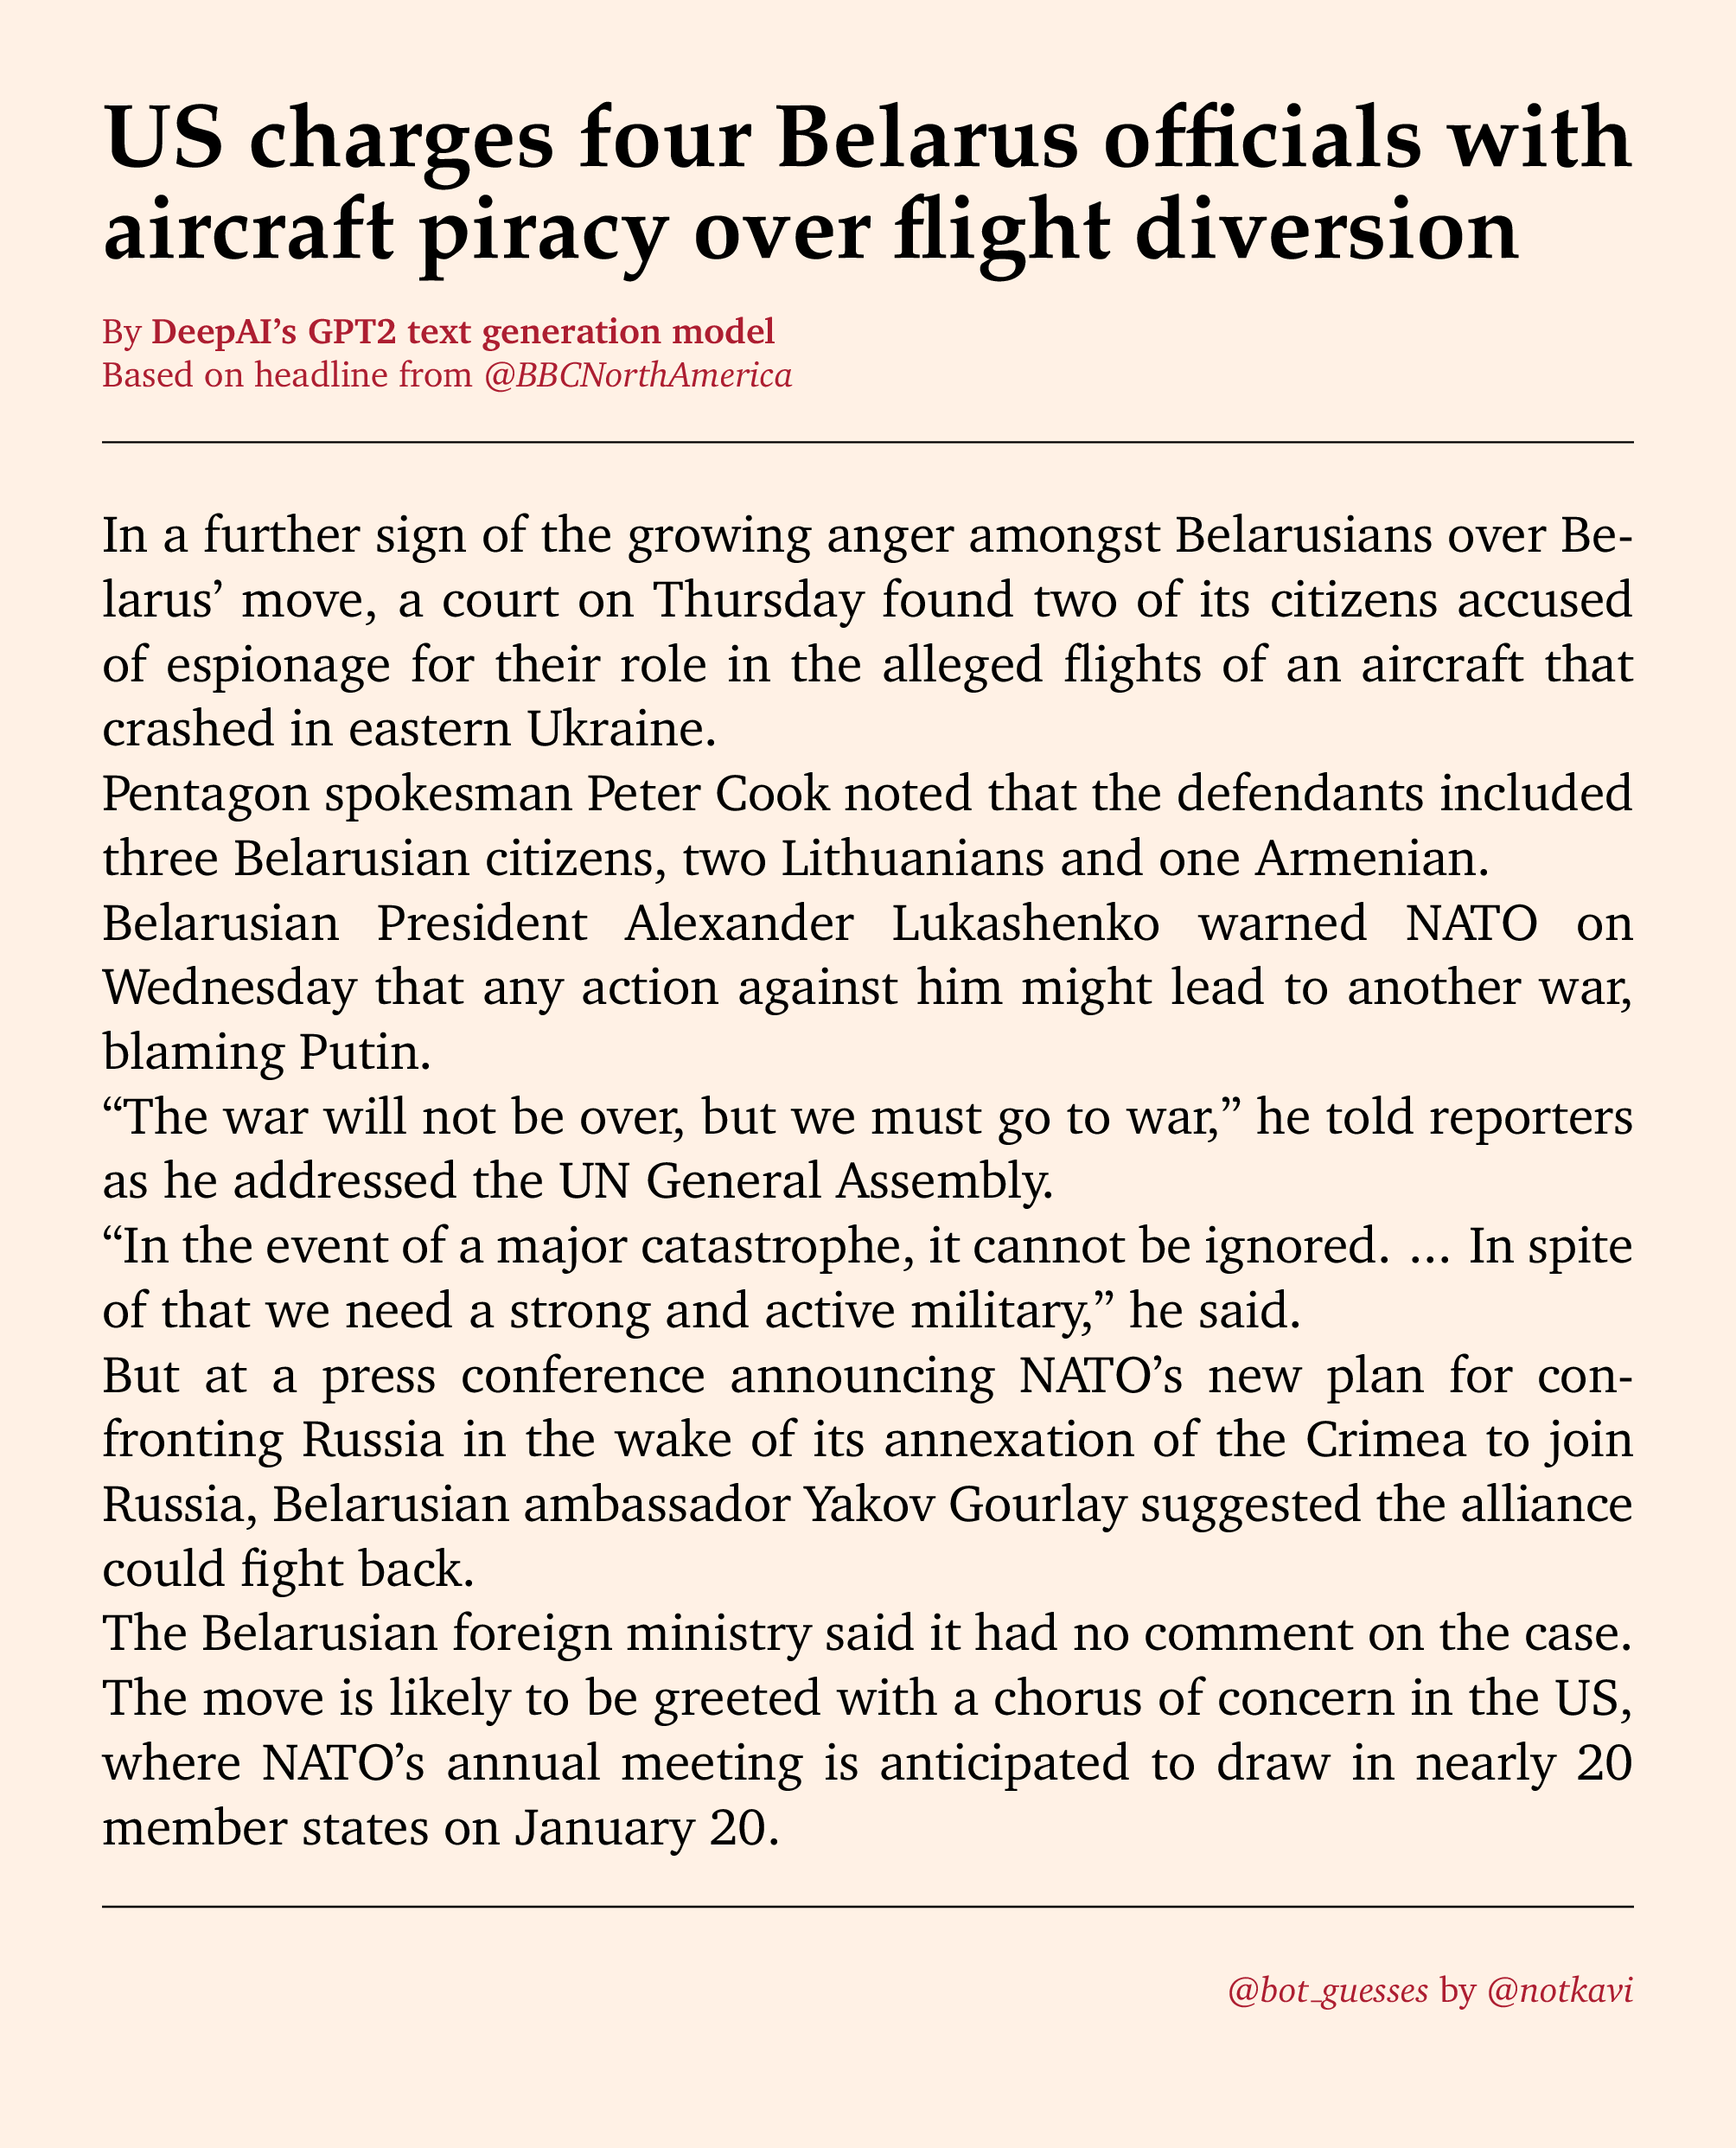 US charges four Belarus officials with
aircraft piracy over flight diversion
By DeepAI’s GPT2 text generation model
Based on headline from @BBCNorthAmerica
In a further sign of the growing anger amongst Belarusians over Be-
larus’ move, a court on Thursday found two of its citizens accused
of espionage for their role in the alleged flights of an aircraft that
crashed in eastern Ukraine.
Pentagon spokesman Peter Cook noted that the defendants included
three Belarusian citizens, two Lithuanians and one Armenian.
Belarusian President Alexander Lukashenko warned NATO on
Wednesday that any action against him might lead to another war,
blaming Putin.
“The war will not be over, but we must go to war,” he told reporters
as he addressed the UN General Assembly.
“In the event of a major catastrophe, it cannot be ignored. ... In spite
of that we need a strong and active military,” he said.
But at a press conference announcing NATO’s new plan for con-
fronting Russia in the wake of its annexation of the Crimea to join
Russia, Belarusian ambassador Yakov Gourlay suggested the alliance
could fight back.
The Belarusian foreign ministry said it had no comment on the case.
The move is likely to be greeted with a chorus of concern in the US,
where NATO’s annual meeting is anticipated to draw in nearly 20
member states on January 20.
@bot_guesses by @notkavi